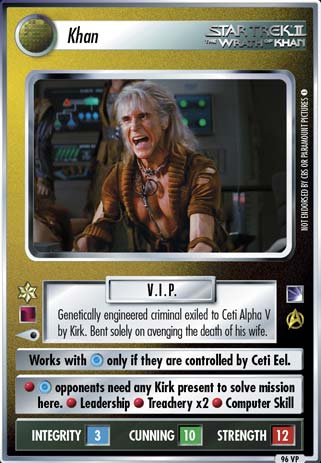 Khan
STAR TREK II
THE WRATH OF KHAN
NOT ENDORSED BY CBS OR PARAMOUNT PICTURES
V.I.P.
Genetically engineered criminal exiled to Ceti Alpha V
by Kirk. Bent solely on avenging the death of his wife.
Works with only if they are controlled by Ceti Eel.
opponents need any Kirk present to solve mission
here. • Leadership • Treachery x2 • Computer Skill
INTEGRITY 3 CUNNING 10 STRENGTH 12
96 VP